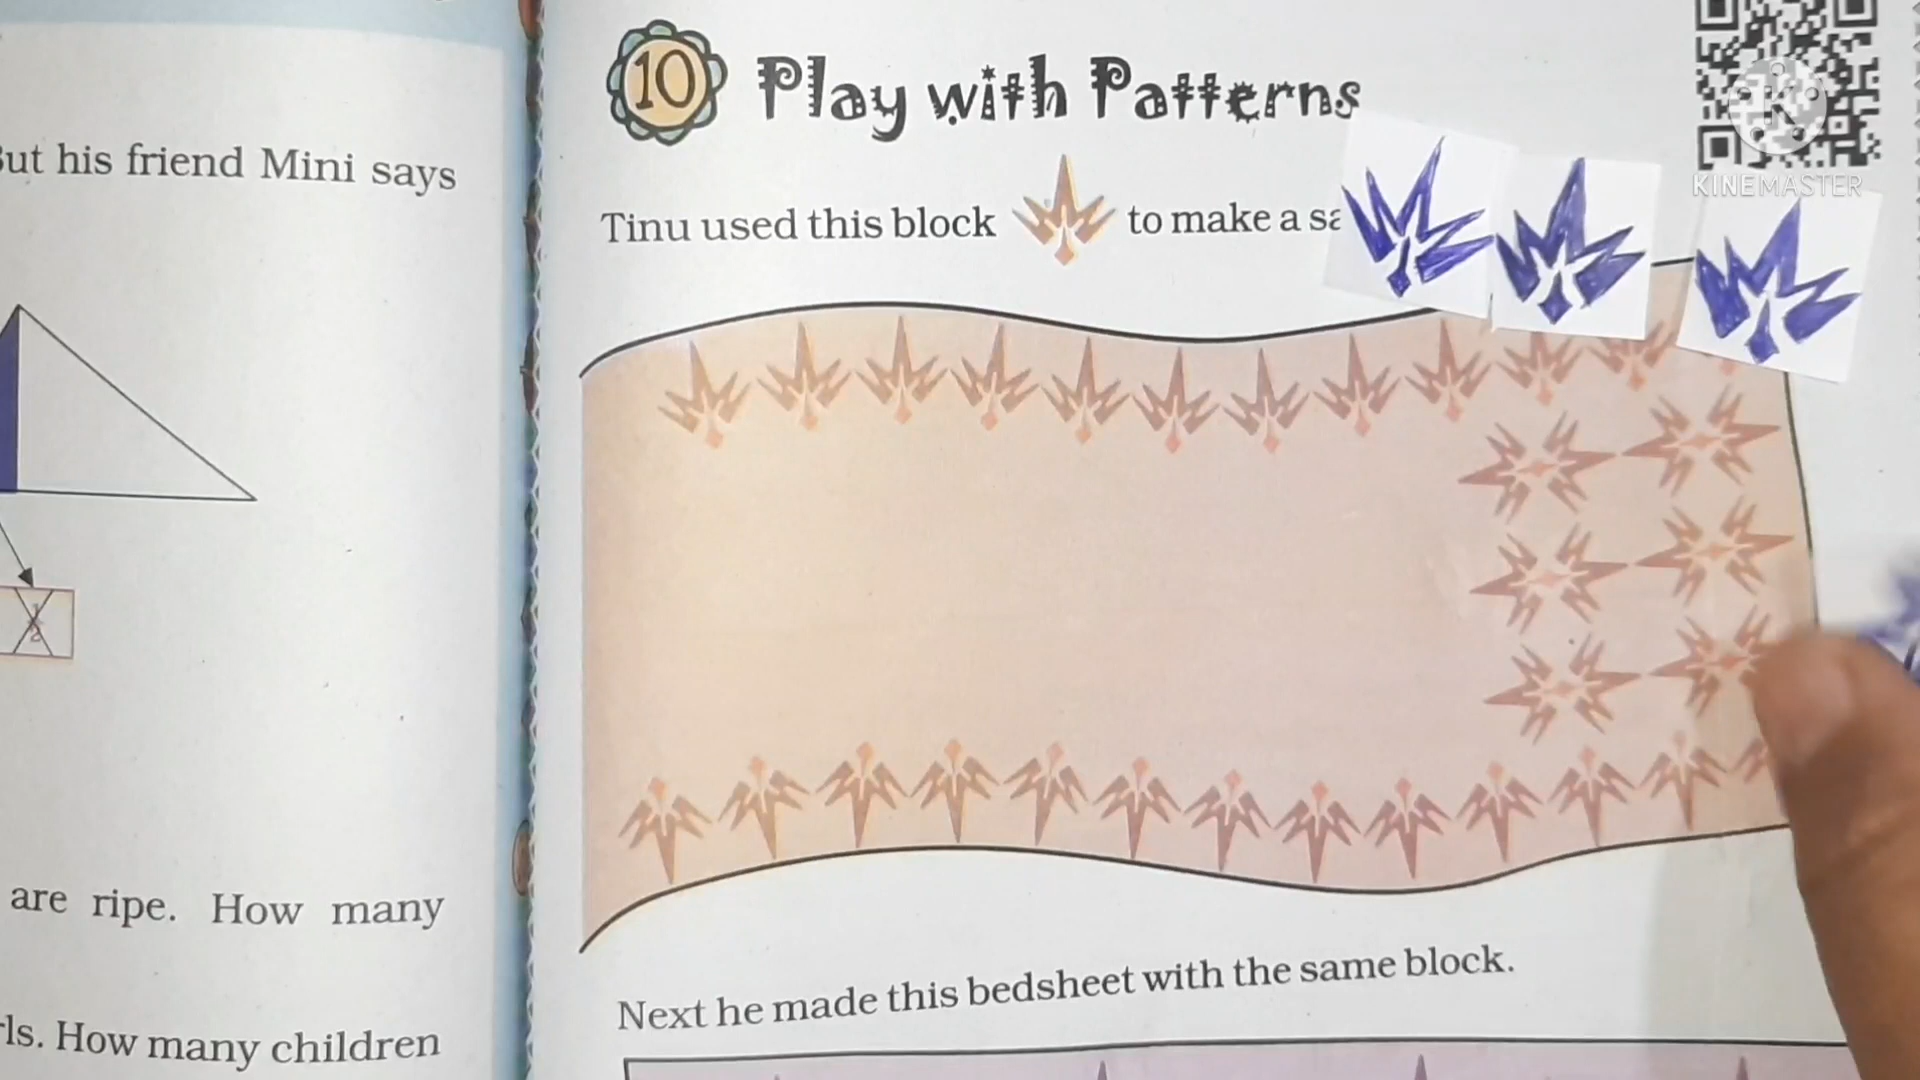 But his friend Mini says
are ripe. How many
ls. How many children
10 Play with Patterns
Tinu used this block to make a
KINEMASTER
Next he made this bedsheet with the same block.